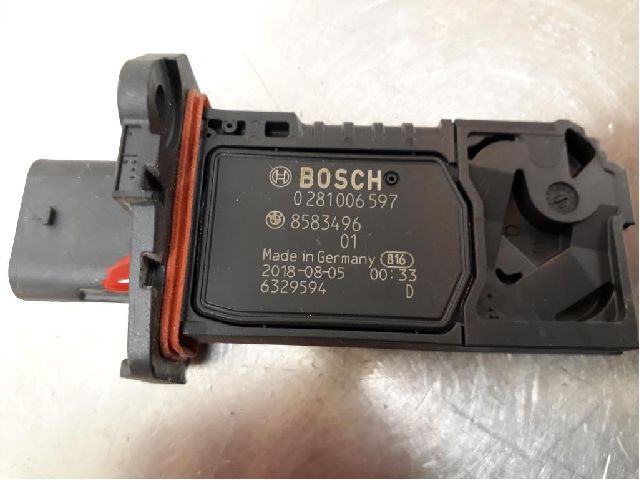 BOSCH
0 281 006 597
8583496
01
Made in Germany B16
2018-08-05 00:33
6329594 D